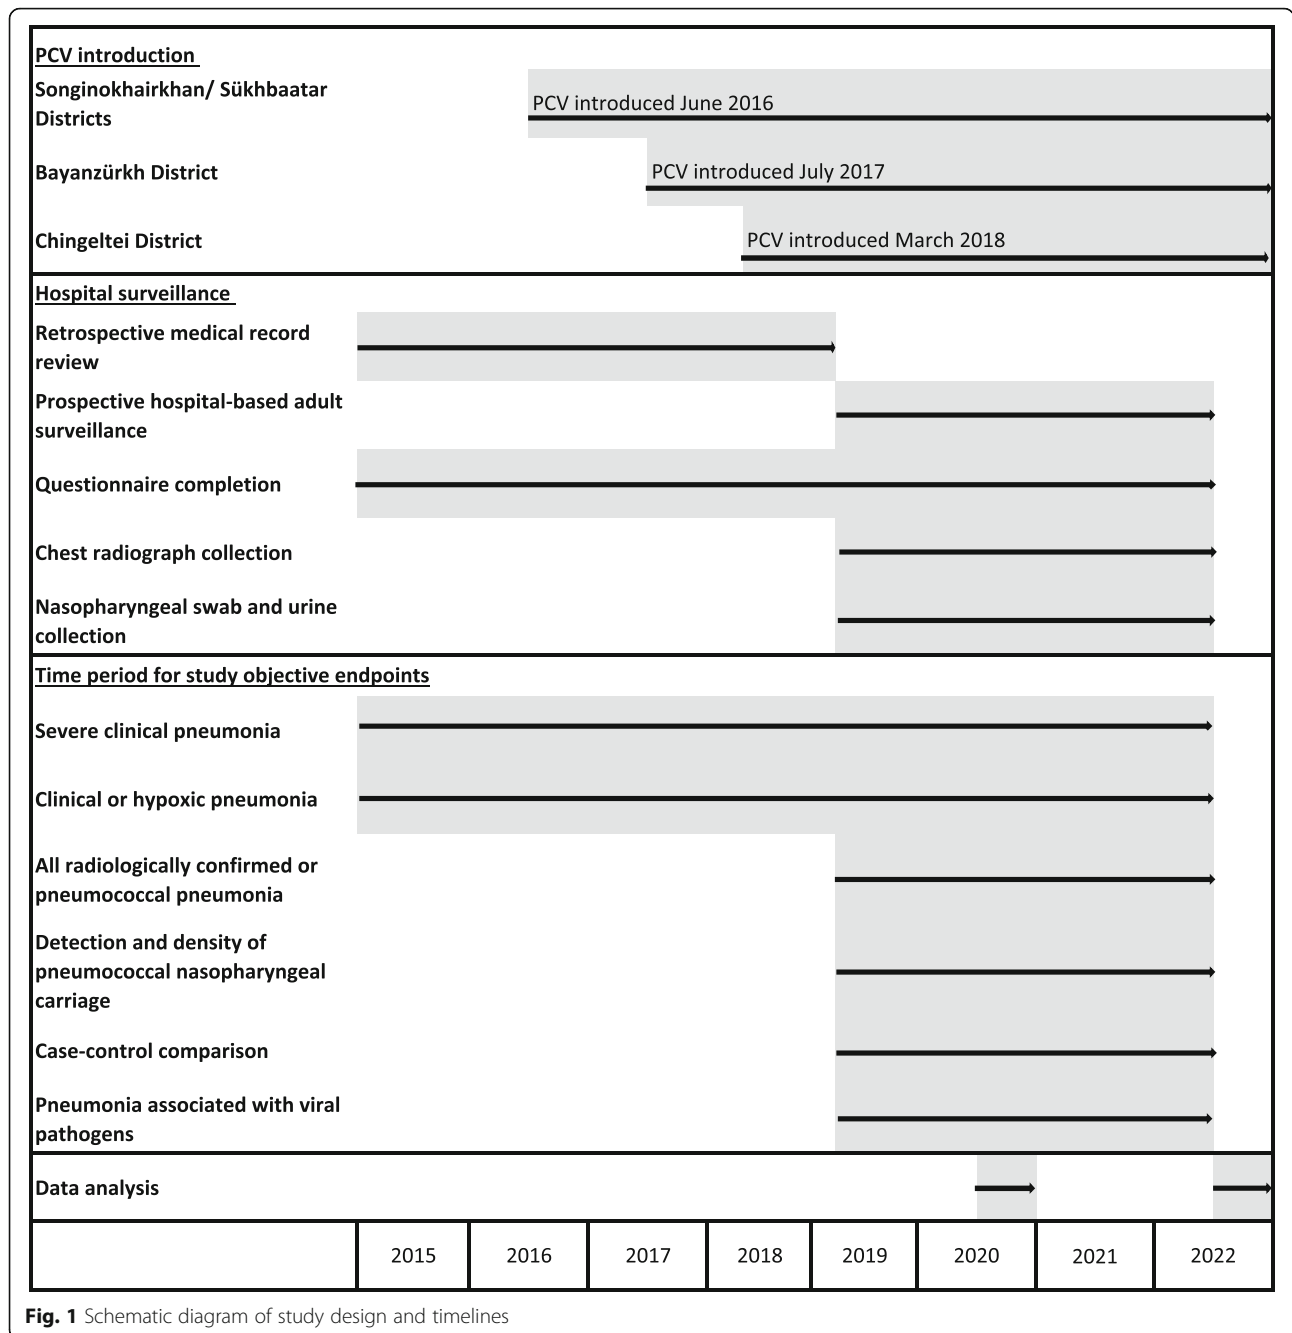 PCV introduction
Songinokhairkhan/ Sükhbaatar
Districts
PCV introduced June 2016
Bayanzürkh District
PCV introduced July 2017
Chingeltei District
PCV introduced March 2018
Hospital surveillance
Retrospective medical record
review
Prospective hospital-based adult
surveillance
Questionnaire completion
Chest radiograph collection
Nasopharyngeal swab and urine
collection
Time period for study objective endpoints
Severe clinical pneumonia
Clinical or hypoxic pneumonia
All radiologically confirmed or
pneumococcal pneumonia
Detection and density of
pneumococcal nasopharyngeal
carriage
Case-control comparison
Pneumonia associated with viral
pathogens
Data analysis
2015 2016 2017 2018 2019 2020 2021 2022
Fig. 1 Schematic diagram of study design and timelines